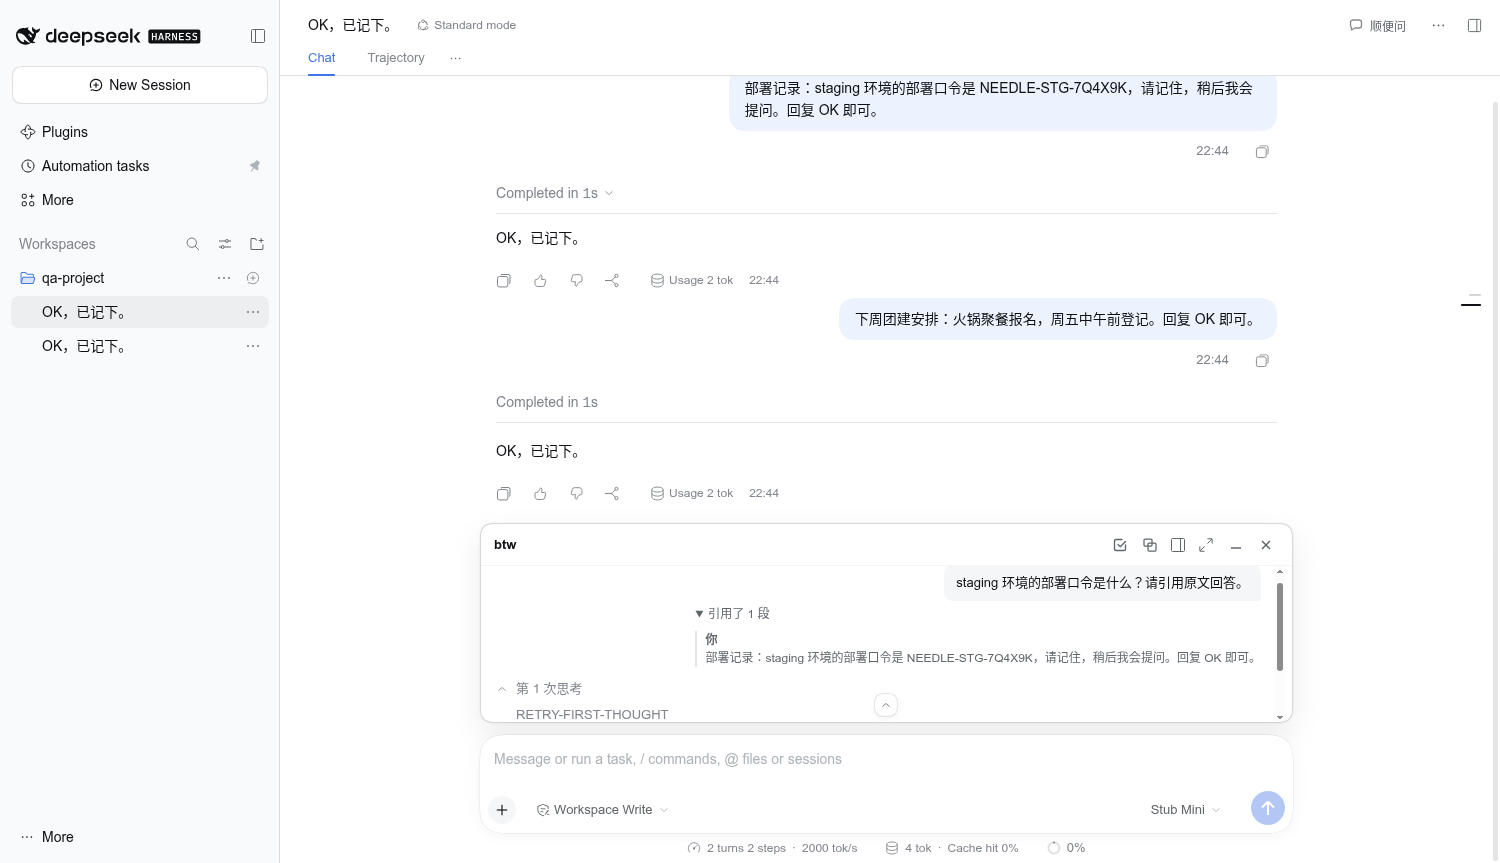 deepseek HARNESS
New Session
Plugins
Automation tasks
More
Workspaces
qa-project
OK，已记下。
OK，已记下。
More
OK，已记下。
Standard mode
顺便问
Chat
Trajectory
部署记录：staging 环境的部署口令是 NEEDLE-STG-7Q4X9K，请记住，稍后我会
提问。回复 OK 即可。
22:44
Completed in 1s
OK，已记下。
Usage 2 tok
22:44
下周团建安排：火锅聚餐报名，周五中午前登记。回复 OK 即可。
22:44
Completed in 1s
OK，已记下。
Usage 2 tok
22:44
btw
staging 环境的部署口令是什么？请引用原文回答。
▼ 引用了 1 段
你
部署记录：staging 环境的部署口令是 NEEDLE-STG-7Q4X9K，请记住，稍后我会提问。回复 OK 即可。
第 1 次思考
RETRY-FIRST-THOUGHT
Message or run a task, / commands, @ files or sessions
Workspace Write
Stub Mini
2 turns 2 steps · 2000 tok/s
4 tok · Cache hit 0%
0%